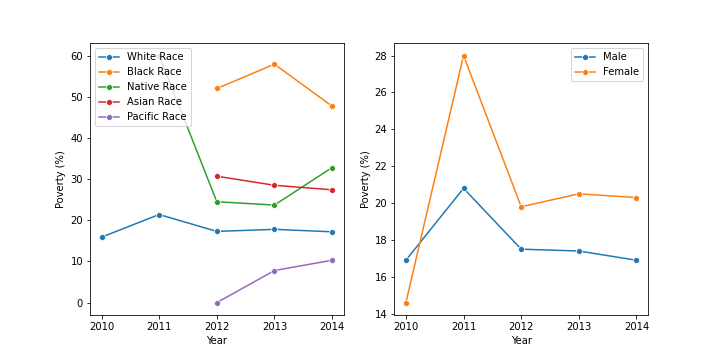 60
50
40
30
20
10
0
Poverty (%)
2010 2011 2012 2013 2014
Year
White Race
Black Race
Native Race
Asian Race
Pacific Race
28
26
24
22
20
18
16
14
Poverty (%)
2010 2011 2012 2013 2014
Year
Male
Female